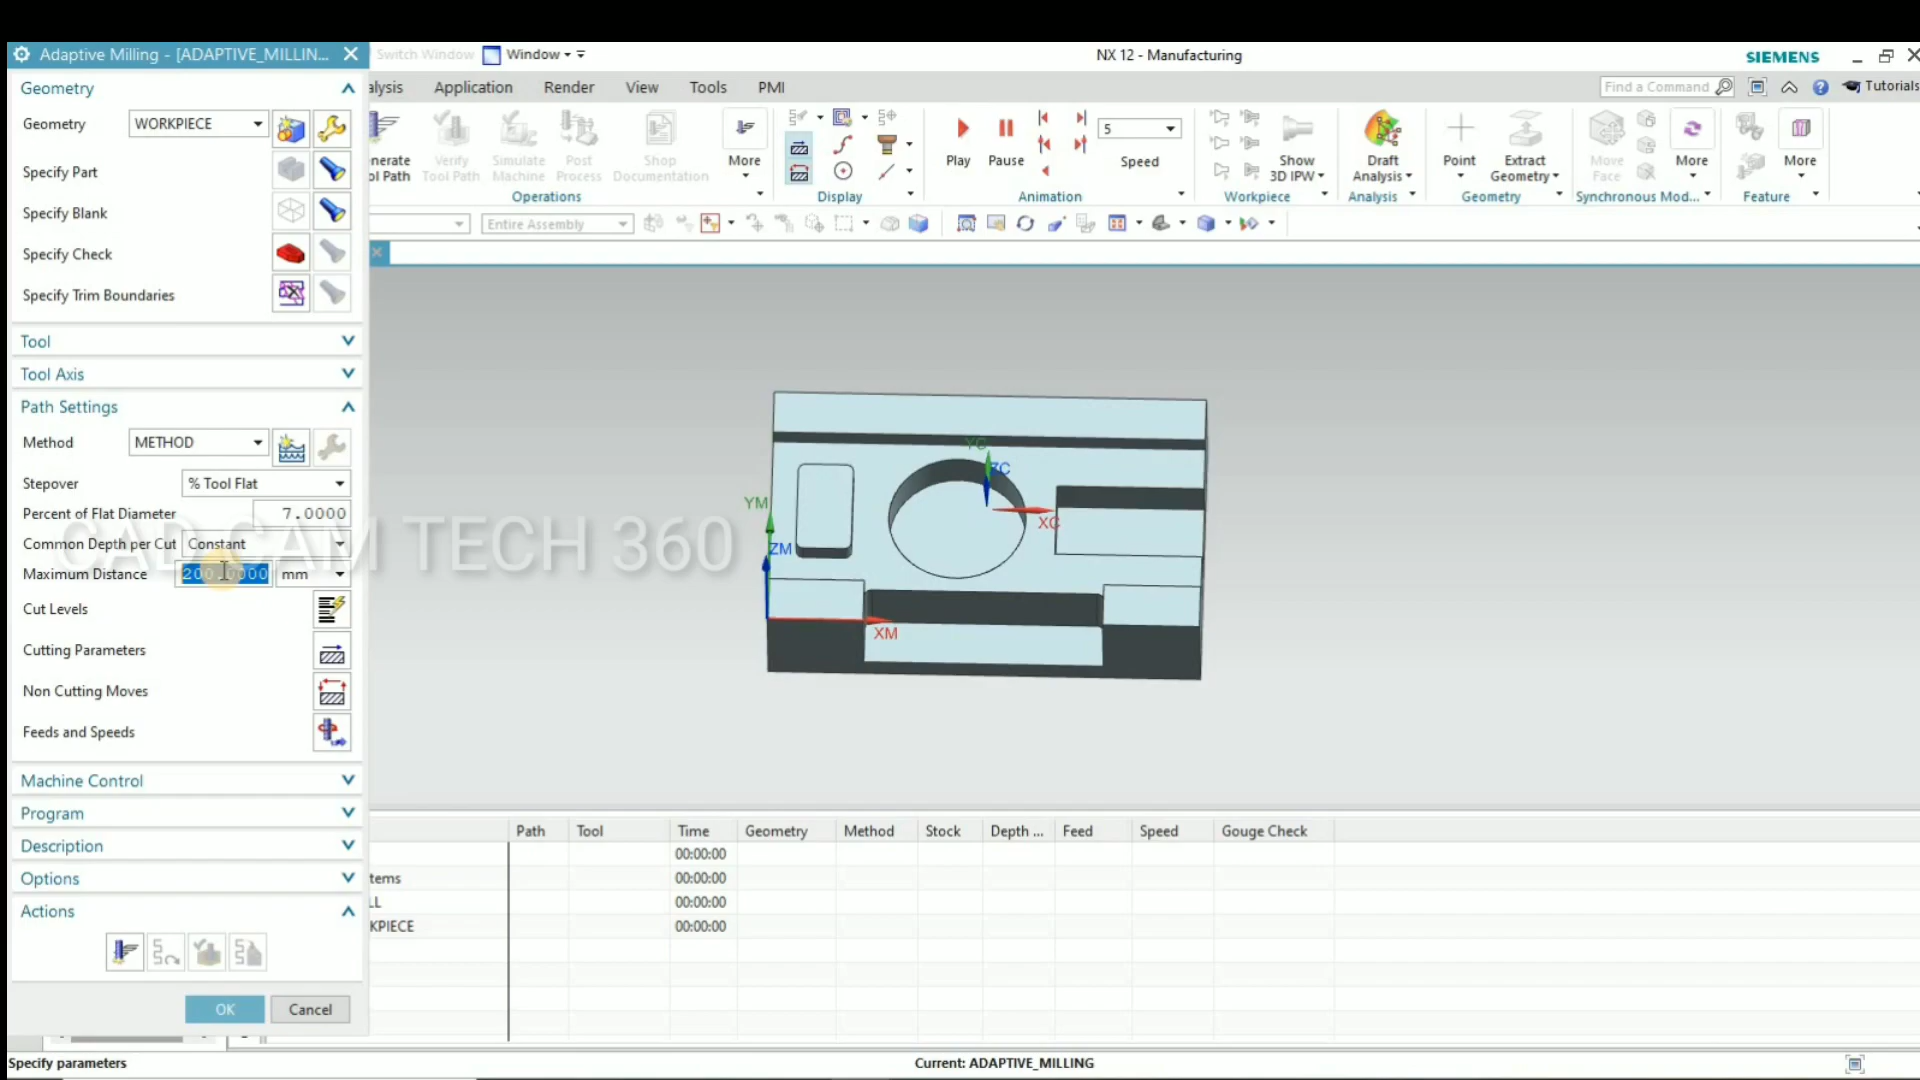 Adaptive Milling - [ADAPTIVE_MILLIN...
Switch Window
Window
NX 12 - Manufacturing
SIEMENS
Geometry
alysis
Application
Render
View
Tools
PMI
Find a Command
Tutorials
Geometry
WORKPIECE
Specify Part
Specify Blank
Specify Check
Specify Trim Boundaries
enerate
ol Path
Verify
Tool Path
Simulate
Machine
Post
Process
Shop
Documentation
More
Operations
Display
Play
Pause
5
Speed
Animation
Show
3D IPW
Workpiece
Draft
Analysis
Analysis
Point
Extract
Geometry
Geometry
Move
Face
More
Synchronous Mod...
More
Feature
Entire Assembly
Tool
Tool Axis
Path Settings
Method
METHOD
Stepover
% Tool Flat
Percent of Flat Diameter
7.0000
Common Depth per Cut
Constant
Maximum Distance
200.0000
mm
Cut Levels
Cutting Parameters
Non Cutting Moves
Feeds and Speeds
Machine Control
Program
Description
Options
Actions
OK
Cancel
CAD CAM TECH 360
YC
ZC
XC
YM
ZM
XM
Path
Tool
Time
Geometry
Method
Stock
Depth ...
Feed
Speed
Gouge Check
00:00:00
tems
00:00:00
LL
00:00:00
KPIECE
00:00:00
Specify parameters
Current: ADAPTIVE_MILLING